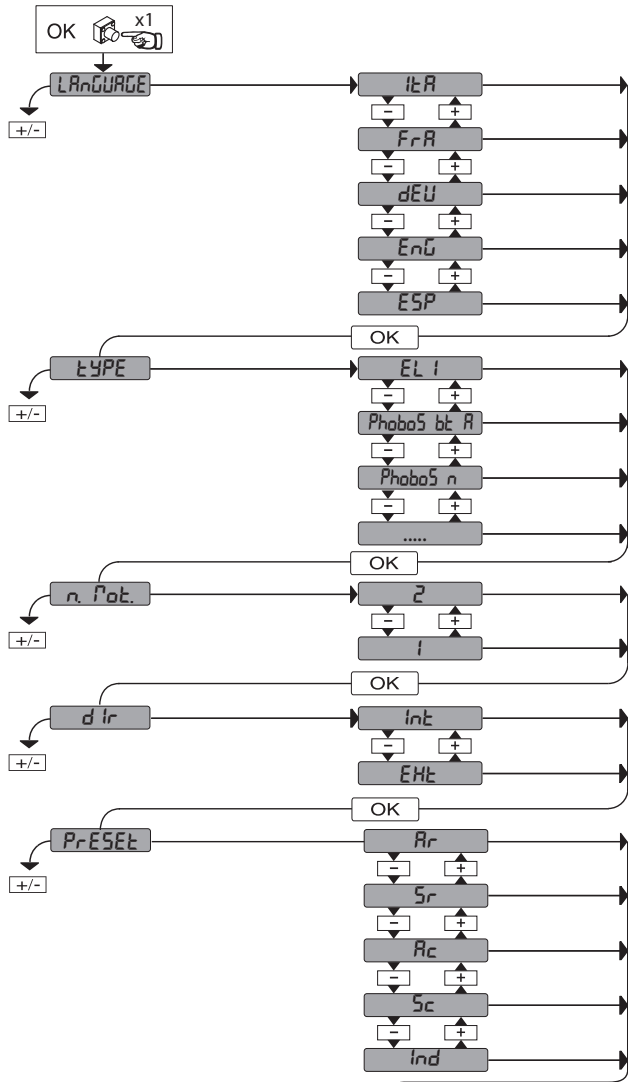 OK x1
LAnGUAGE ItA
+/-
- +
FrA
- +
dEU
- +
EnG
- +
ESP
OK
tYPE EL 1
+/-
- +
PhoboS bt A
- +
PhoboS n
- +
.....
OK
n. Mot. 2
+/-
- +
1
OK
dIr Int
+/-
- +
EHt
OK
PrESEt Ar
+/-
- +
Sr
- +
Ac
- +
Sc
- +
Ind